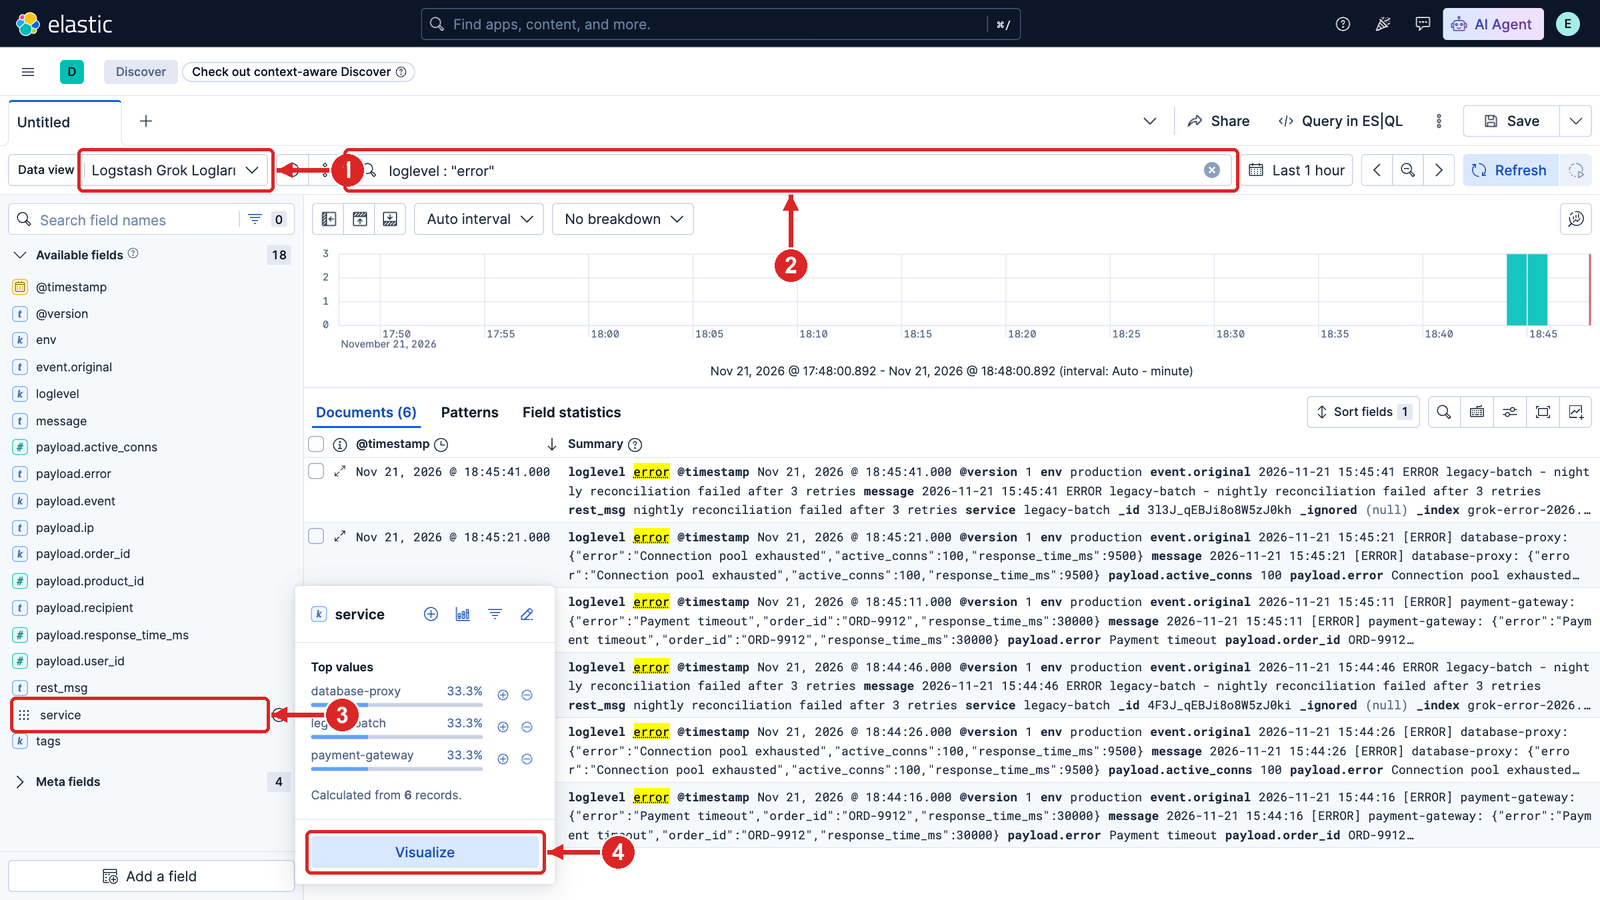 elastic
Find apps, content, and more.
⌘/
AI Agent
E
D
Discover
Check out context-aware Discover
Untitled
Share
Query in ES|QL
Save
Data view
Logstash Grok Logları
1
loglevel : "error"
Last 1 hour
Refresh
Search field names
0
Auto interval
No breakdown
2
Available fields
18
@timestamp
@version
env
event.original
loglevel
message
payload.active_conns
payload.error
payload.event
payload.ip
payload.order_id
payload.product_id
payload.recipient
payload.response_time_ms
payload.user_id
rest_msg
service
3
tags
Meta fields
4
Add a field
3
2
1
0
17:50
17:55
18:00
18:05
18:10
18:15
18:20
18:25
18:30
18:35
18:40
18:45
November 21, 2026
Nov 21, 2026 @ 17:48:00.892 - Nov 21, 2026 @ 18:48:00.892 (interval: Auto - minute)
Documents (6)
Patterns
Field statistics
Sort fields 1
@timestamp
Summary
Nov 21, 2026 @ 18:45:41.000
loglevel error @timestamp Nov 21, 2026 @ 18:45:41.000 @version 1 env production event.original 2026-11-21 15:45:41 ERROR legacy-batch - night
ly reconciliation failed after 3 retries message 2026-11-21 15:45:41 ERROR legacy-batch - nightly reconciliation failed after 3 retries
rest_msg nightly reconciliation failed after 3 retries service legacy-batch _id 3l3J_qEBJi8o8W5zJ0kh _ignored (null) _index grok-error-2026.…
Nov 21, 2026 @ 18:45:21.000
loglevel error @timestamp Nov 21, 2026 @ 18:45:21.000 @version 1 env production event.original 2026-11-21 15:45:21 [ERROR] database-proxy:
{"error":"Connection pool exhausted","active_conns":100,"response_time_ms":9500} message 2026-11-21 15:45:21 [ERROR] database-proxy: {"erro
r":"Connection pool exhausted","active_conns":100,"response_time_ms":9500} payload.active_conns 100 payload.error Connection pool exhausted…
loglevel error @timestamp Nov 21, 2026 @ 18:45:11.000 @version 1 env production event.original 2026-11-21 15:45:11 [ERROR] payment-gateway:
{"error":"Payment timeout","order_id":"ORD-9912","response_time_ms":30000} message 2026-11-21 15:45:11 [ERROR] payment-gateway: {"error":"Paym
ent timeout","order_id":"ORD-9912","response_time_ms":30000} payload.error Payment timeout payload.order_id ORD-9912…
loglevel error @timestamp Nov 21, 2026 @ 18:44:46.000 @version 1 env production event.original 2026-11-21 15:44:46 ERROR legacy-batch - night
ly reconciliation failed after 3 retries message 2026-11-21 15:44:46 ERROR legacy-batch - nightly reconciliation failed after 3 retries
rest_msg nightly reconciliation failed after 3 retries service legacy-batch _id 4F3J_qEBJi8o8W5zJ0ki _ignored (null) _index grok-error-2026.…
loglevel error @timestamp Nov 21, 2026 @ 18:44:26.000 @version 1 env production event.original 2026-11-21 15:44:26 [ERROR] database-proxy:
{"error":"Connection pool exhausted","active_conns":100,"response_time_ms":9500} message 2026-11-21 15:44:26 [ERROR] database-proxy: {"erro
r":"Connection pool exhausted","active_conns":100,"response_time_ms":9500} payload.active_conns 100 payload.error Connection pool exhausted…
loglevel error @timestamp Nov 21, 2026 @ 18:44:16.000 @version 1 env production event.original 2026-11-21 15:44:16 [ERROR] payment-gateway:
{"error":"Payment timeout","order_id":"ORD-9912","response_time_ms":30000} message 2026-11-21 15:44:16 [ERROR] payment-gateway: {"error":"Paym
ent timeout","order_id":"ORD-9912","response_time_ms":30000} payload.error Payment timeout payload.order_id ORD-9912…
k service
Top values
database-proxy 33.3%
33.3%
payment-gateway 33.3%
Calculated from 6 records.
Visualize
4